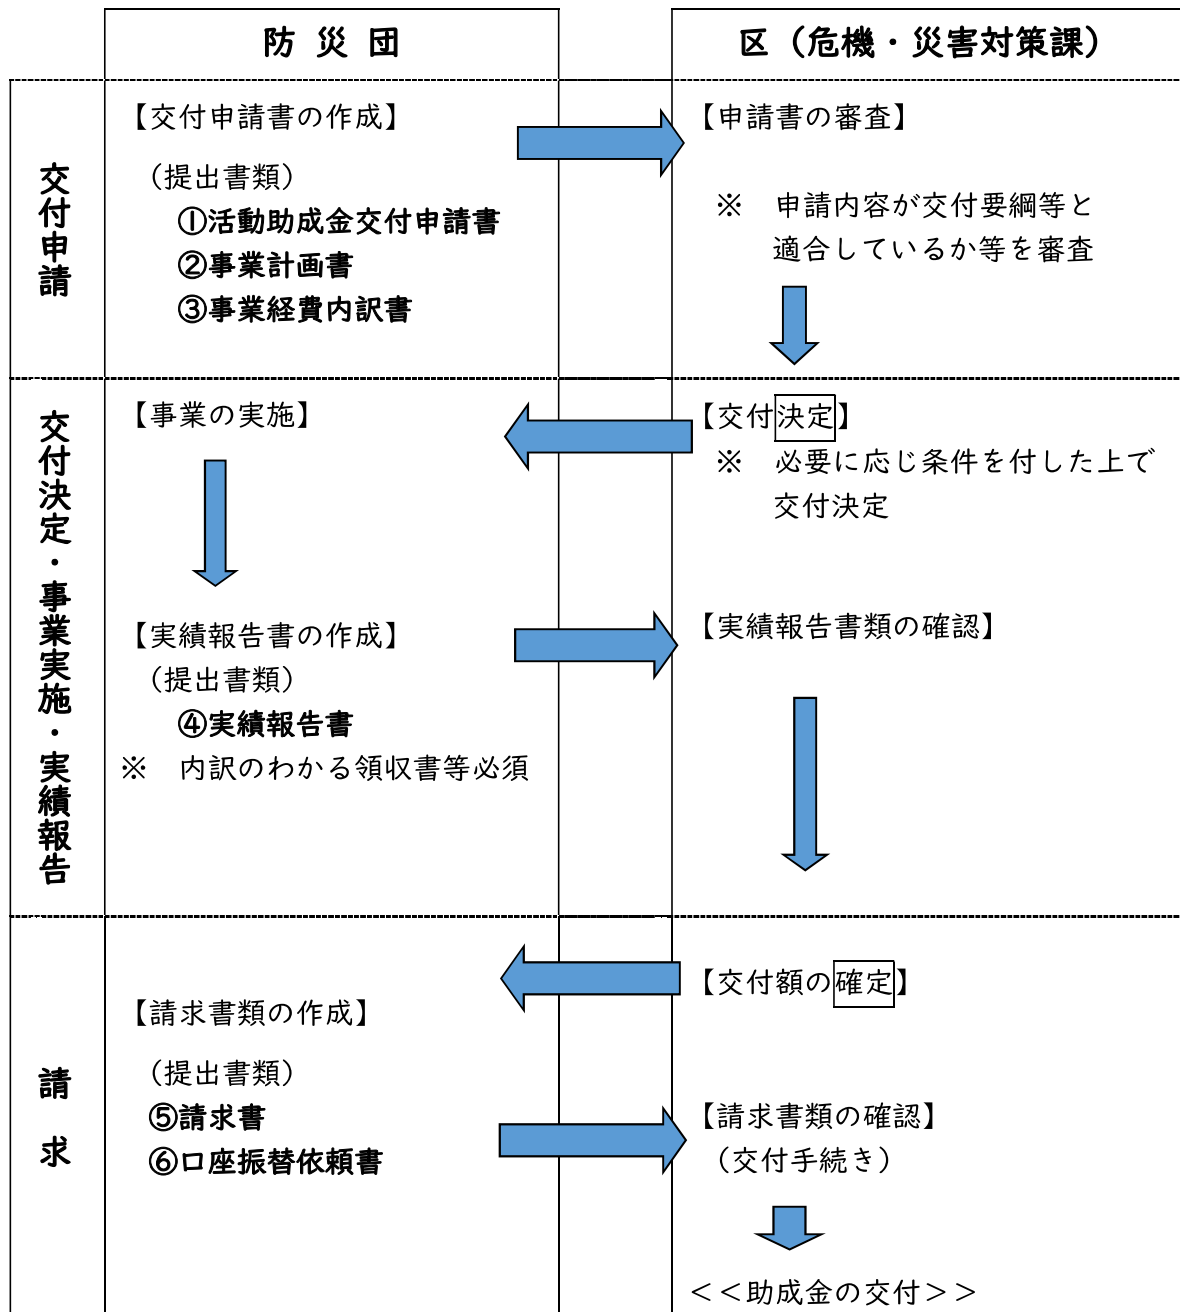 防 災 団
区（危機・災害対策課）
交付申請
【交付申請書の作成】
（提出書類）
①活動助成金交付申請書
②事業計画書
③事業経費内訳書
【申請書の審査】
※　申請内容が交付要綱等と
適合しているか等を審査
交付決定・事業実施・実績報告
【事業の実施】
【交付決定】
※　必要に応じ条件を付した上で
交付決定
【実績報告書の作成】
（提出書類）
④実績報告書
※　内訳のわかる領収書等必須
【実績報告書類の確認】
請求
【交付額の確定】
【請求書類の作成】
（提出書類）
⑤請求書
⑥口座振替依頼書
【請求書類の確認】
（交付手続き）
＜＜助成金の交付＞＞